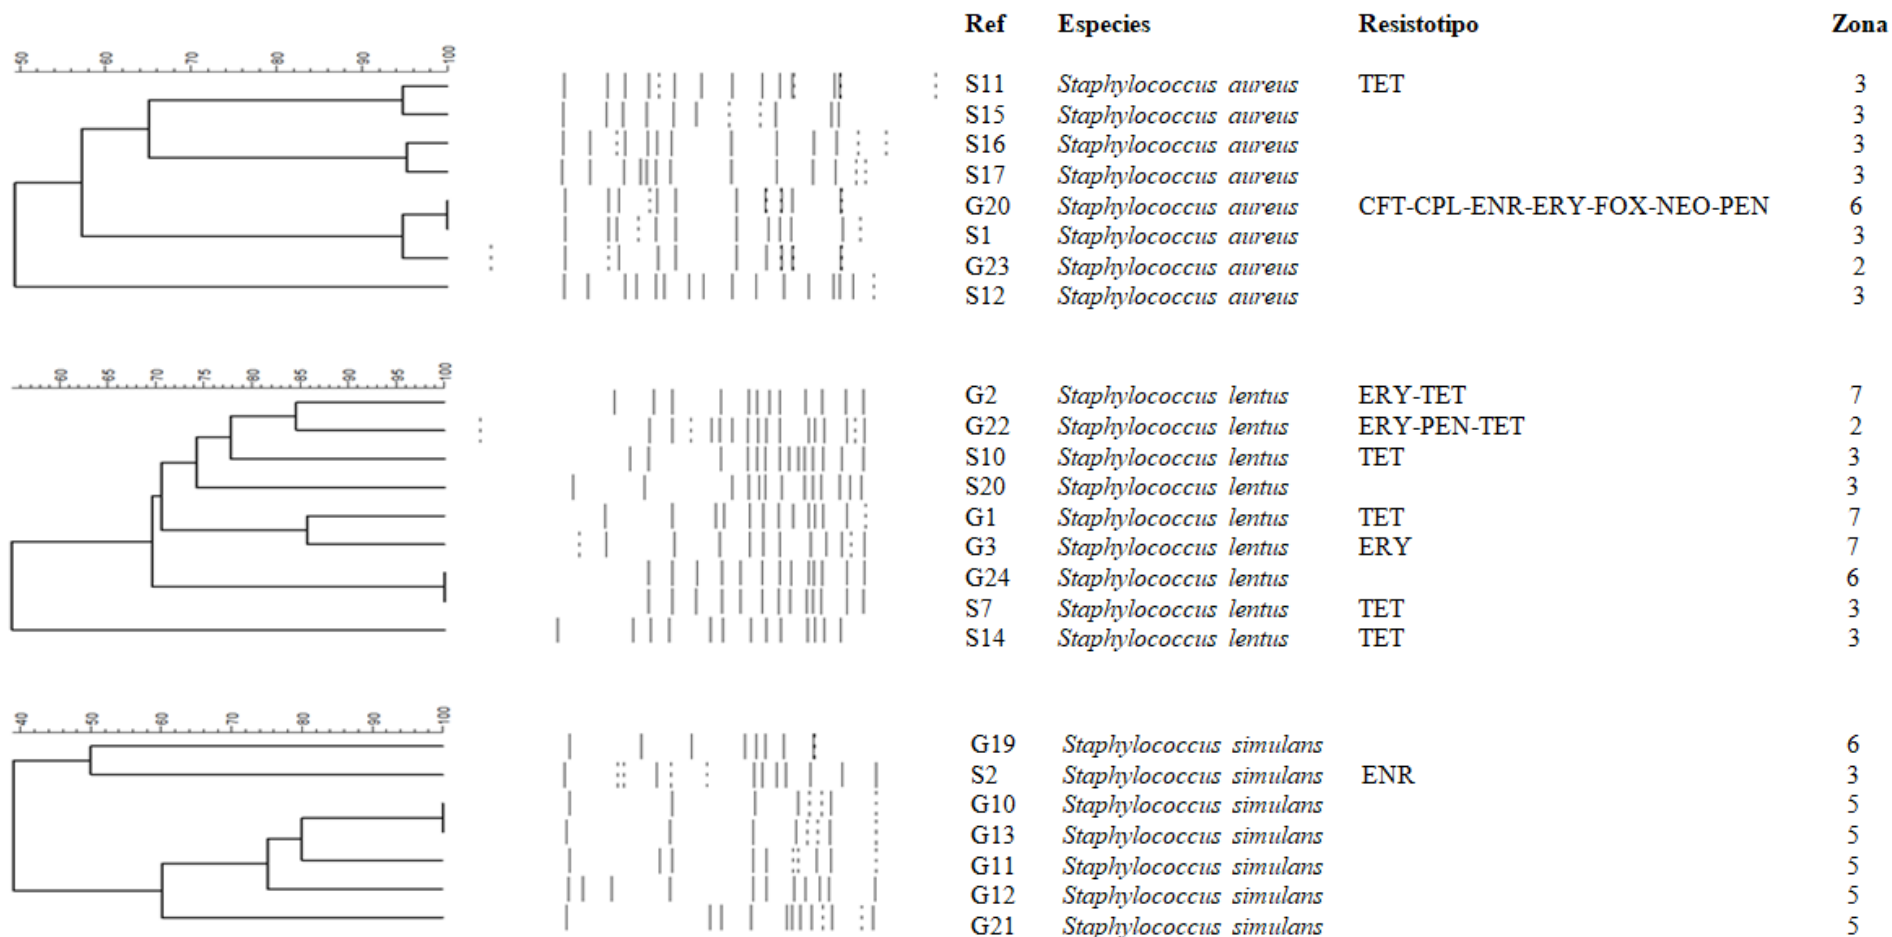 Ref Especies Resistotipo Zona
50 60 70 80 90 100
S11 Staphylococcus aureus TET 3
S15 Staphylococcus aureus 3
S16 Staphylococcus aureus 3
S17 Staphylococcus aureus 3
G20 Staphylococcus aureus CFT-CPL-ENR-ERY-FOX-NEO-PEN 6
S1 Staphylococcus aureus 3
G23 Staphylococcus aureus 2
S12 Staphylococcus aureus 3
60 65 70 75 80 85 90 95 100
G2 Staphylococcus lentus ERY-TET 7
G22 Staphylococcus lentus ERY-PEN-TET 2
S10 Staphylococcus lentus TET 3
S20 Staphylococcus lentus 3
G1 Staphylococcus lentus TET 7
G3 Staphylococcus lentus ERY 7
G24 Staphylococcus lentus 6
S7 Staphylococcus lentus TET 3
S14 Staphylococcus lentus TET 3
40 50 60 70 80 90 100
G19 Staphylococcus simulans 6
S2 Staphylococcus simulans ENR 3
G10 Staphylococcus simulans 5
G13 Staphylococcus simulans 5
G11 Staphylococcus simulans 5
G12 Staphylococcus simulans 5
G21 Staphylococcus simulans 5